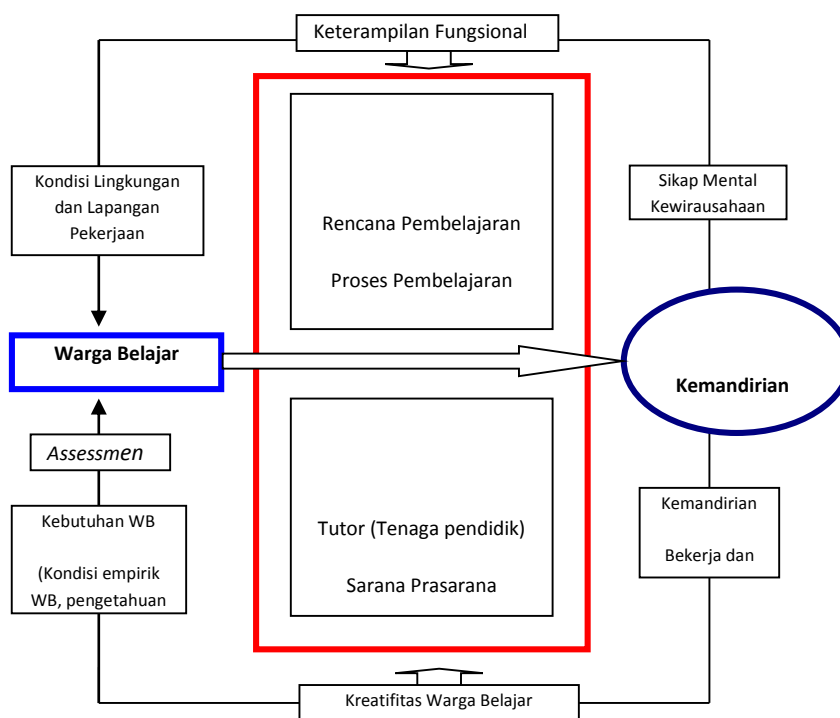 Keterampilan Fungsional
Kondisi Lingkungan
dan Lapangan
Pekerjaan
Sikap Mental
Kewirausahaan
Rencana Pembelajaran
Proses Pembelajaran
Warga Belajar
Kemandirian
Assessmen
Kebutuhan WB
(Kondisi empirik
WB, pengetahuan
Tutor (Tenaga pendidik)
Sarana Prasarana
Kemandirian
Bekerja dan
Kreatifitas Warga Belajar